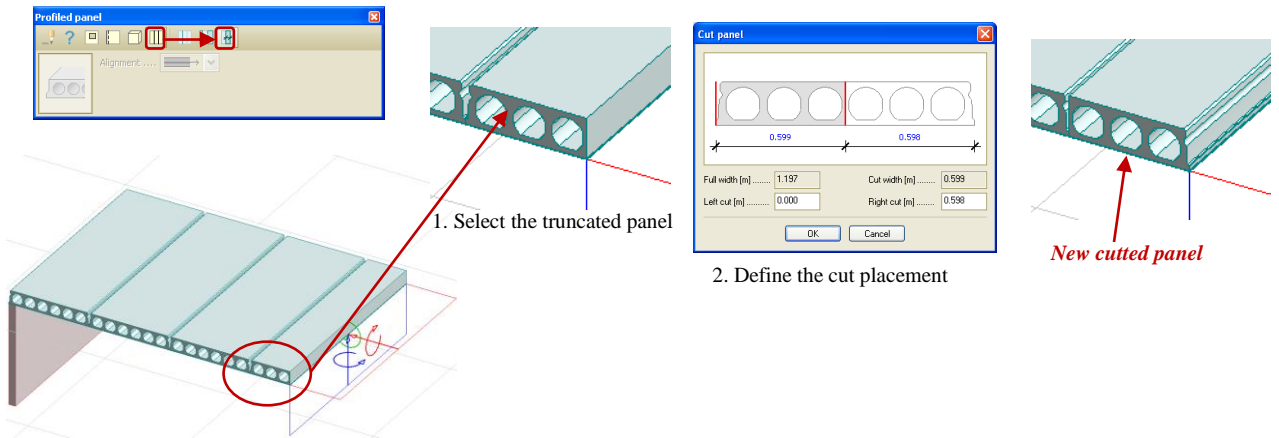 Profiled panel
?
Alignment ....
1. Select the truncated panel
Cut panel
0.599 0.598
Full width [m] ........ 1.197 Cut width [m] ....... 0.599
Left cut [m] .......... 0.000 Right cut [m] ....... 0.598
OK Cancel
2. Define the cut placement
New cutted panel